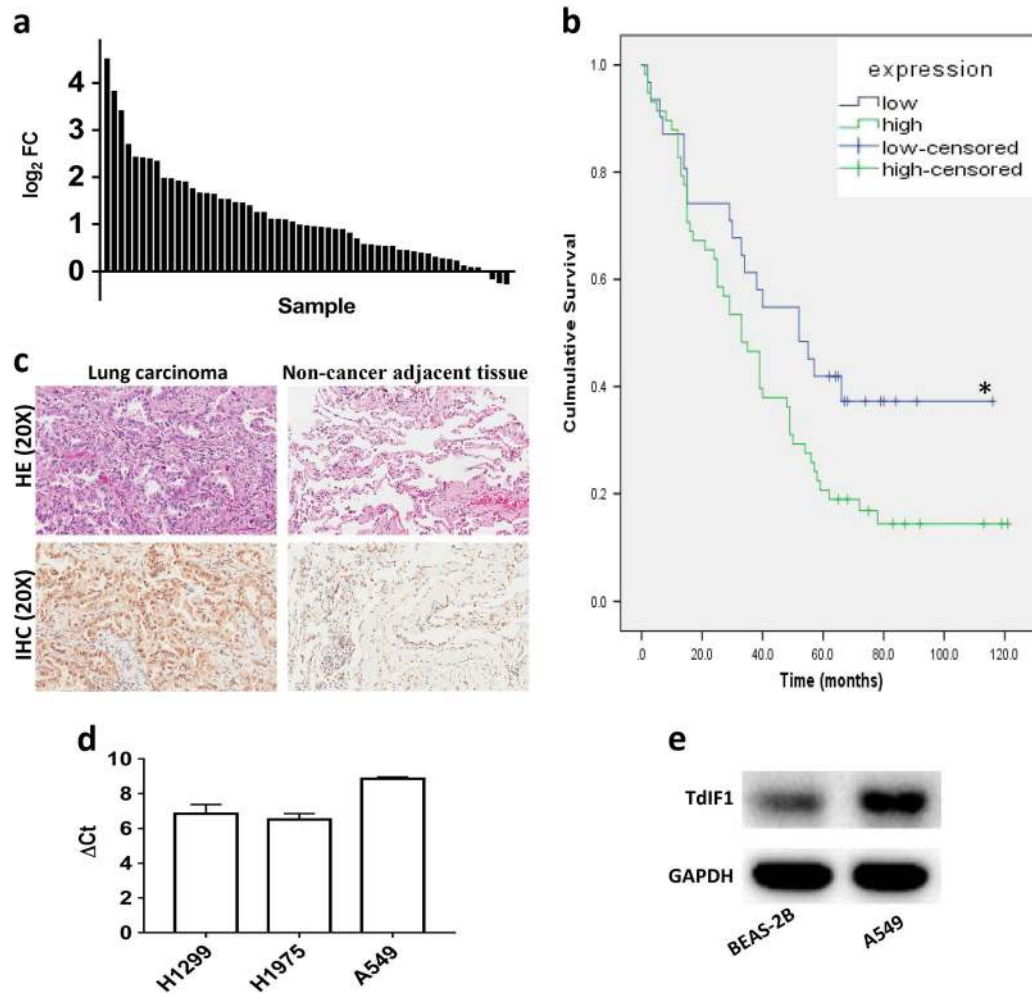 a
log₂ FC
4
3
2
1
0
Sample
b
Culmulative Survival
1.0
0.8
0.6
0.4
0.2
0.0
expression
low
high
low-censored
high-censored
*
.0 20.0 40.0 60.0 80.0 100.0 120.0
Time (months)
c
Lung carcinoma Non-cancer adjacent tissue
HE (20X)
IHC (20X)
d
ΔCt
10
8
6
4
2
0
H1299 H1975 A549
e
TdIF1
GAPDH
BEAS-2B A549